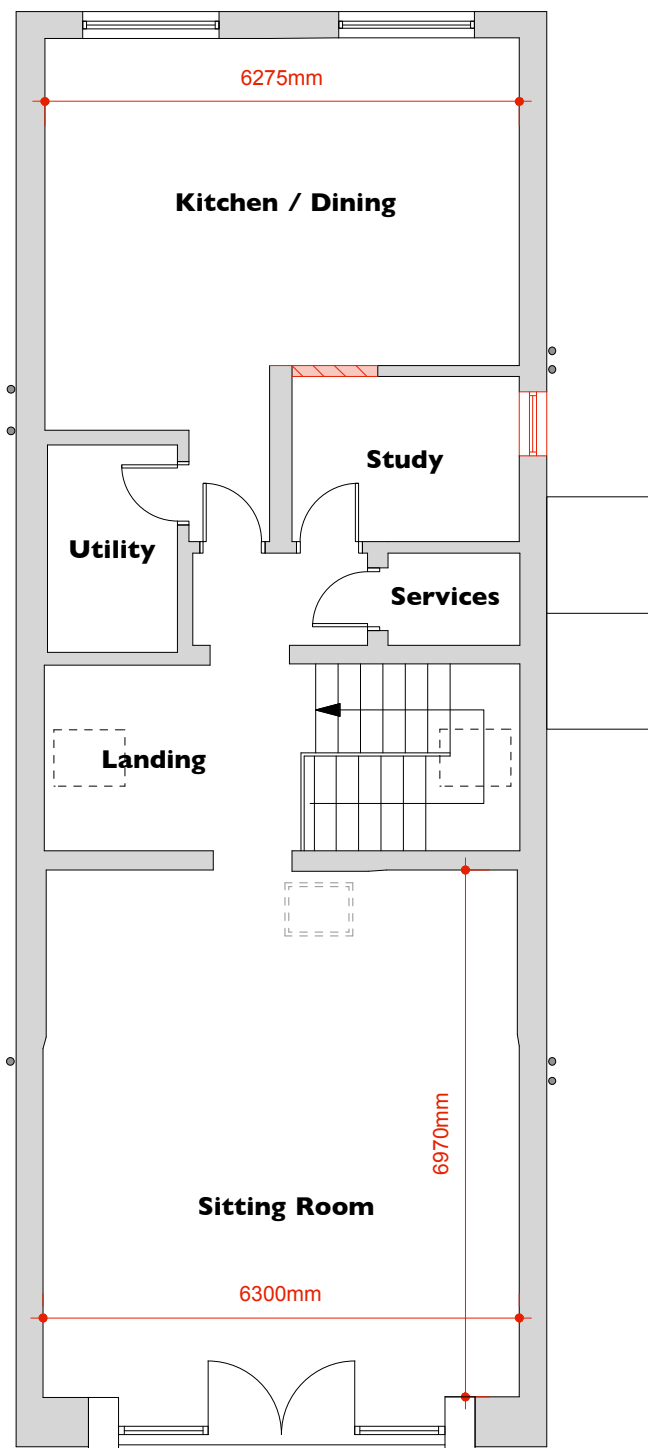 6275mm
Kitchen / Dining
Study
Utility
Services
Landing
6970mm
Sitting Room
6300mm